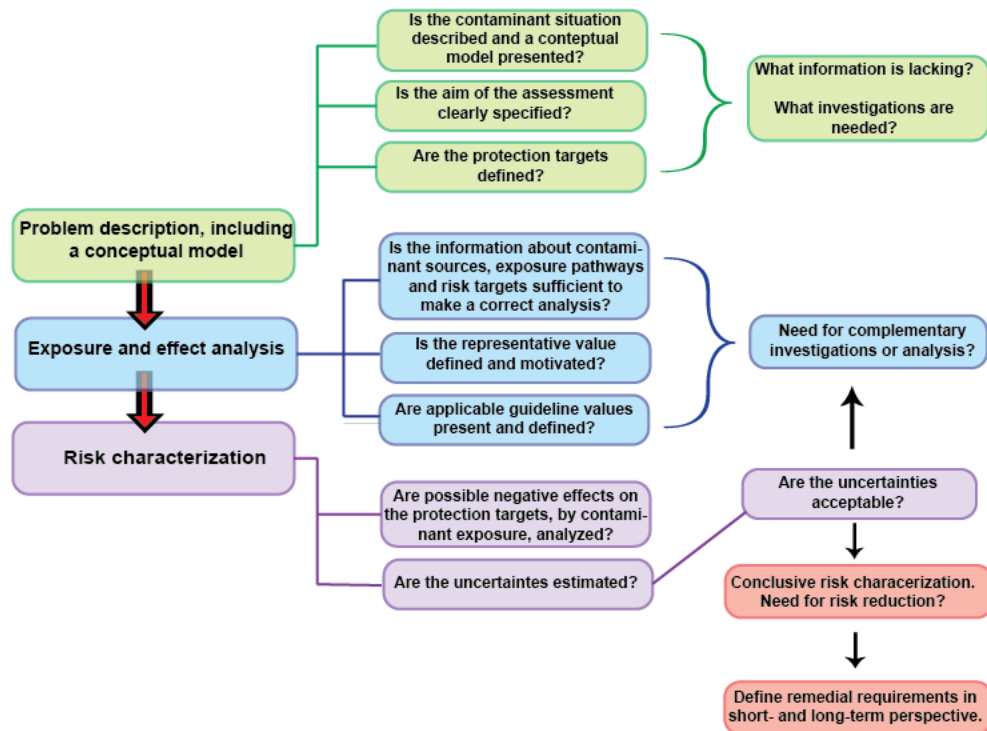 Is the contaminant situation
described and a conteptual
model presented?
What information is lacking?
What investigations are
needed?
Is the aim of the assessment
clearly specified?
Are the protection targets
defined?
Problem description, including
a conceptual model
Is the information about contami-
nant sources, exposure pathways
and risk targets sufficient to
make a correct analysis?
Exposure and effect analysis
Is the representative value
defined and motivated?
Need for complementary
investigations or analysis?
Are applicable guideline values
present and defined?
Risk characterization
Are possible negative effects on
the protection targets, by contami-
nant exposure, analyzed?
Are the uncertainties
acceptable?
Are the uncertaintes estimated?
Conclusive risk characerization.
Need for risk reduction?
Define remedial requirements in
short- and long-term perspective.